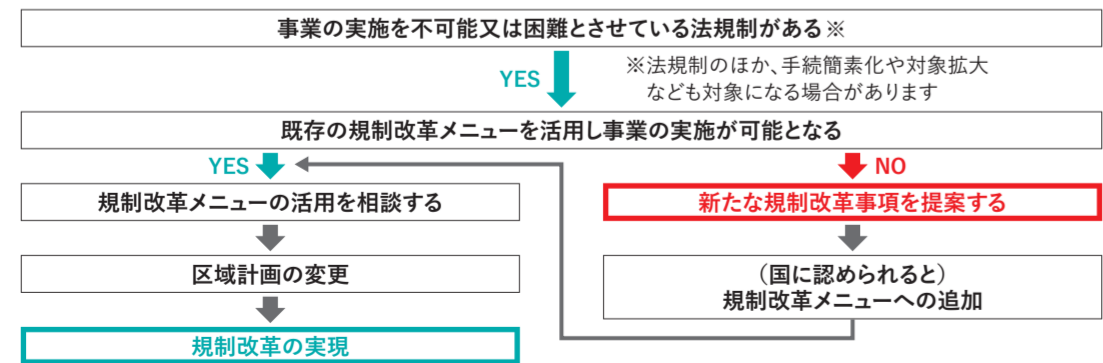 事業の実施を不可能又は困難とさせている法規制がある※
YES
※法規制のほか、手続簡素化や対象拡大
なども対象になる場合があります
既存の規制改革メニューを活用し事業の実施が可能となる
YES
NO
規制改革メニューの活用を相談する
新たな規制改革事項を提案する
区域計画の変更
（国に認められると）
規制改革メニューへの追加
規制改革の実現